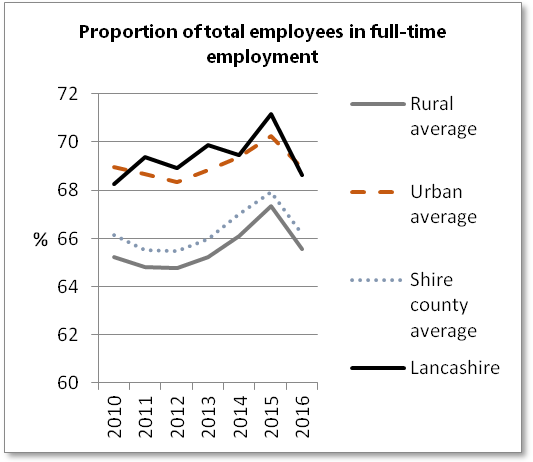 Proportion of total employees in full-time
employment
72
70
68
66
64
62
60
%
2010
2011
2012
2013
2014
2015
2016
Rural
average
Urban
average
Shire
county
average
Lancashire